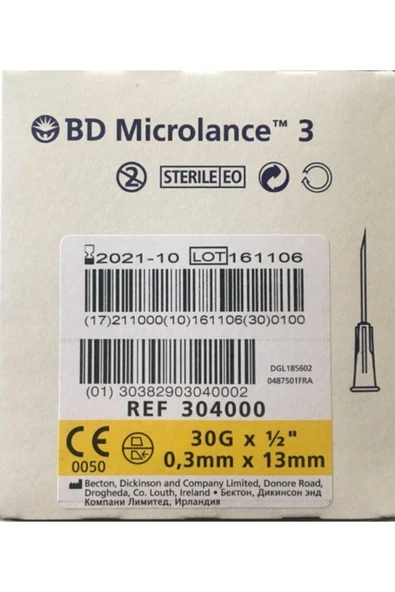 BD Microlance™ 3
2 STERILE EO
2021-10 LOT 161106
(17)211000(10)161106(30)0100
DGL185602
0487501FRA
(01) 30382903040002
REF 304000
CE 0050
30G x ½"
0,3mm x 13mm
Becton, Dickinson and Company Limited, Donore Road,
Drogheda, Co. Louth, Ireland • Бектон, Дикинсон энд
Компани Лимитед, Ирландия